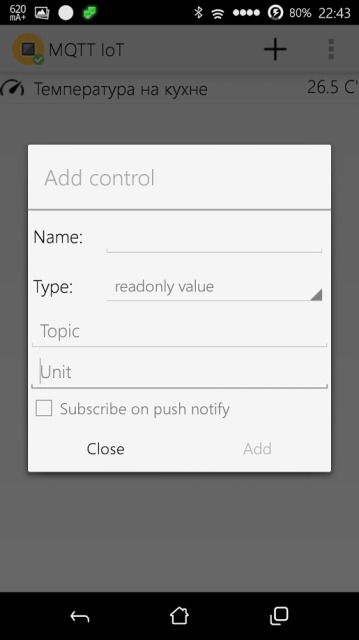 620
mA+
80%
22:43
MQTT IoT
Температура на кухне
26.5 C'
Add control
Name:
Type:
readonly value
Topic
Unit
Subscribe on push notify
Close
Add